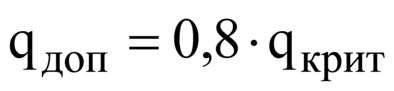 qдоп = 0,8 · qкрит